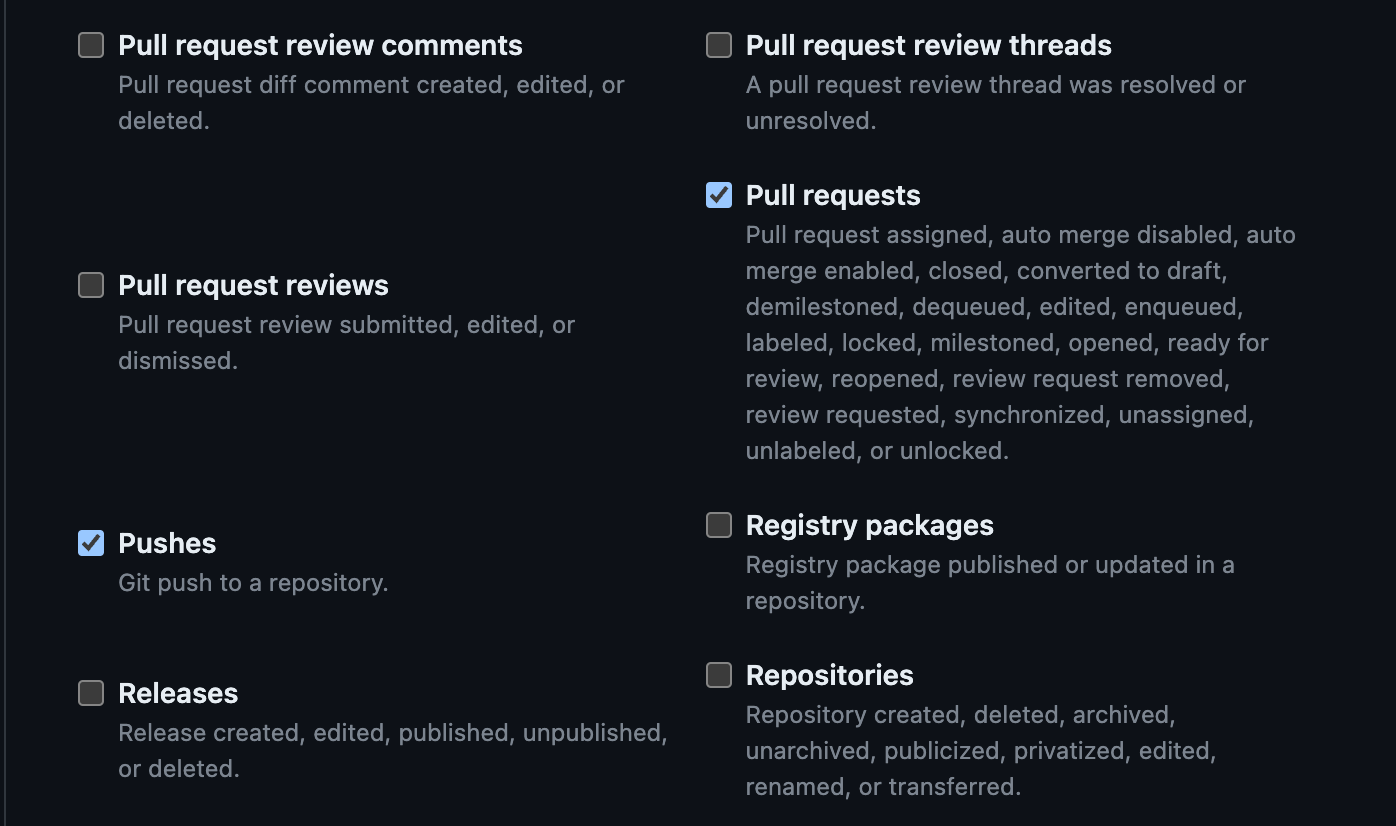 Pull request review comments
Pull request diff comment created, edited, or
deleted.
Pull request review threads
A pull request review thread was resolved or
unresolved.
Pull request reviews
Pull request review submitted, edited, or
dismissed.
Pull requests
Pull request assigned, auto merge disabled, auto
merge enabled, closed, converted to draft,
demilestoned, dequeued, edited, enqueued,
labeled, locked, milestoned, opened, ready for
review, reopened, review request removed,
review requested, synchronized, unassigned,
unlabeled, or unlocked.
Pushes
Git push to a repository.
Registry packages
Registry package published or updated in a
repository.
Releases
Release created, edited, published, unpublished,
or deleted.
Repositories
Repository created, deleted, archived,
unarchived, publicized, privatized, edited,
renamed, or transferred.